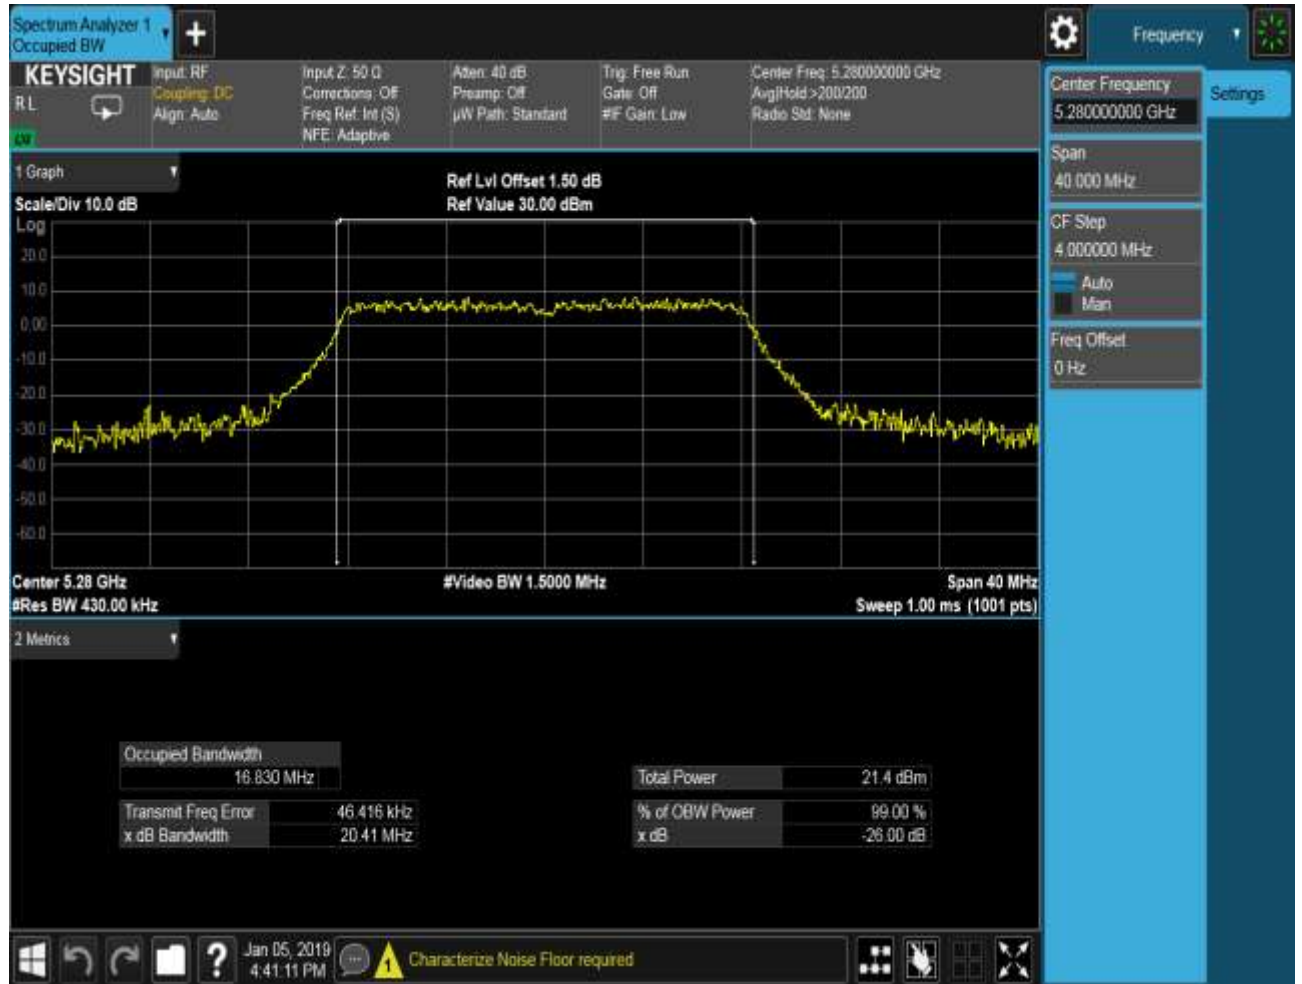 Spectrum Analyzer 1
Occupied BW
Frequency
KEYSIGHT
RL
LXI
Input: RF
Coupling: DC
Align: Auto
Input Z: 50 Ω
Corrections: Off
Freq Ref: Int (S)
NFE: Adaptive
Atten: 40 dB
Preamp: Off
µW Path: Standard
Trig: Free Run
Gate: Off
#IF Gain: Low
Center Freq: 5.280000000 GHz
Avg|Hold:>200/200
Radio Std: None
Center Frequency
5.280000000 GHz
Settings
Span
40.000 MHz
CF Step
4.000000 MHz
Auto
Man
Freq Offset
0 Hz
1 Graph
Scale/Div 10.0 dB
Ref Lvl Offset 1.50 dB
Ref Value 30.00 dBm
Log
20.0
10.0
0.00
-10.0
-20.0
-30.0
-40.0
-50.0
-60.0
Center 5.28 GHz
#Video BW 1.5000 MHz
Span 40 MHz
#Res BW 430.00 kHz
Sweep 1.00 ms (1001 pts)
2 Metrics
Occupied Bandwidth
16.830 MHz
Total Power 21.4 dBm
Transmit Freq Error 46.416 kHz
% of OBW Power 99.00 %
x dB Bandwidth 20.41 MHz
x dB -26.00 dB
?
Jan 05, 2019
4:41:11 PM
1
Characterize Noise Floor required